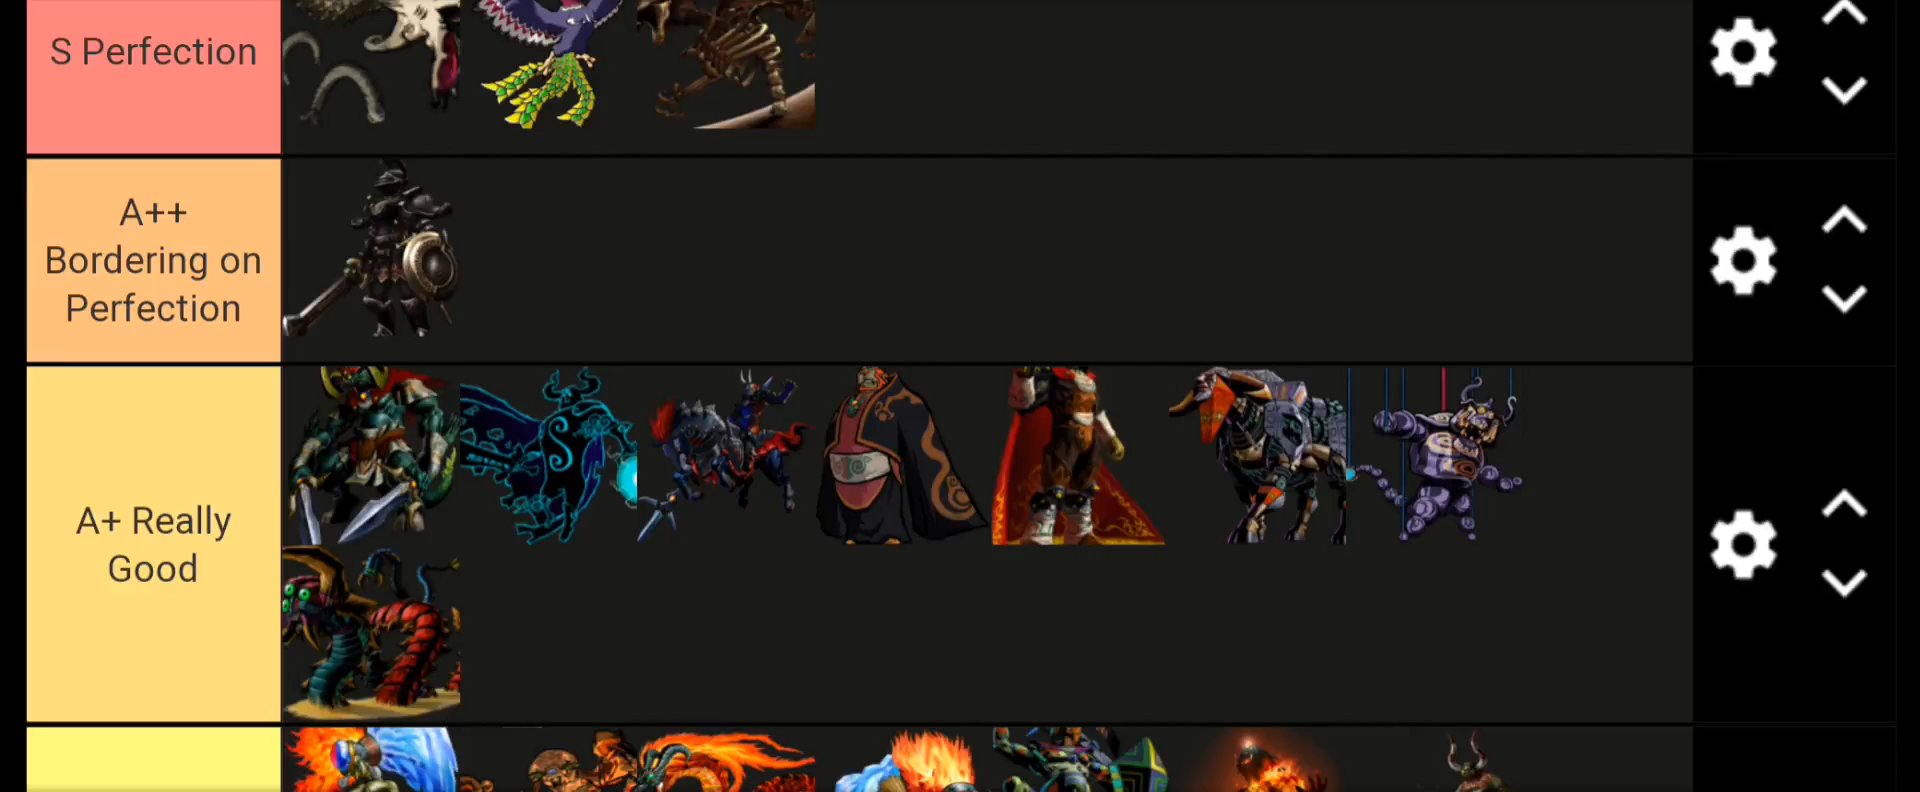 S Perfection
A++
Bordering on
Perfection
A+ Really
Good